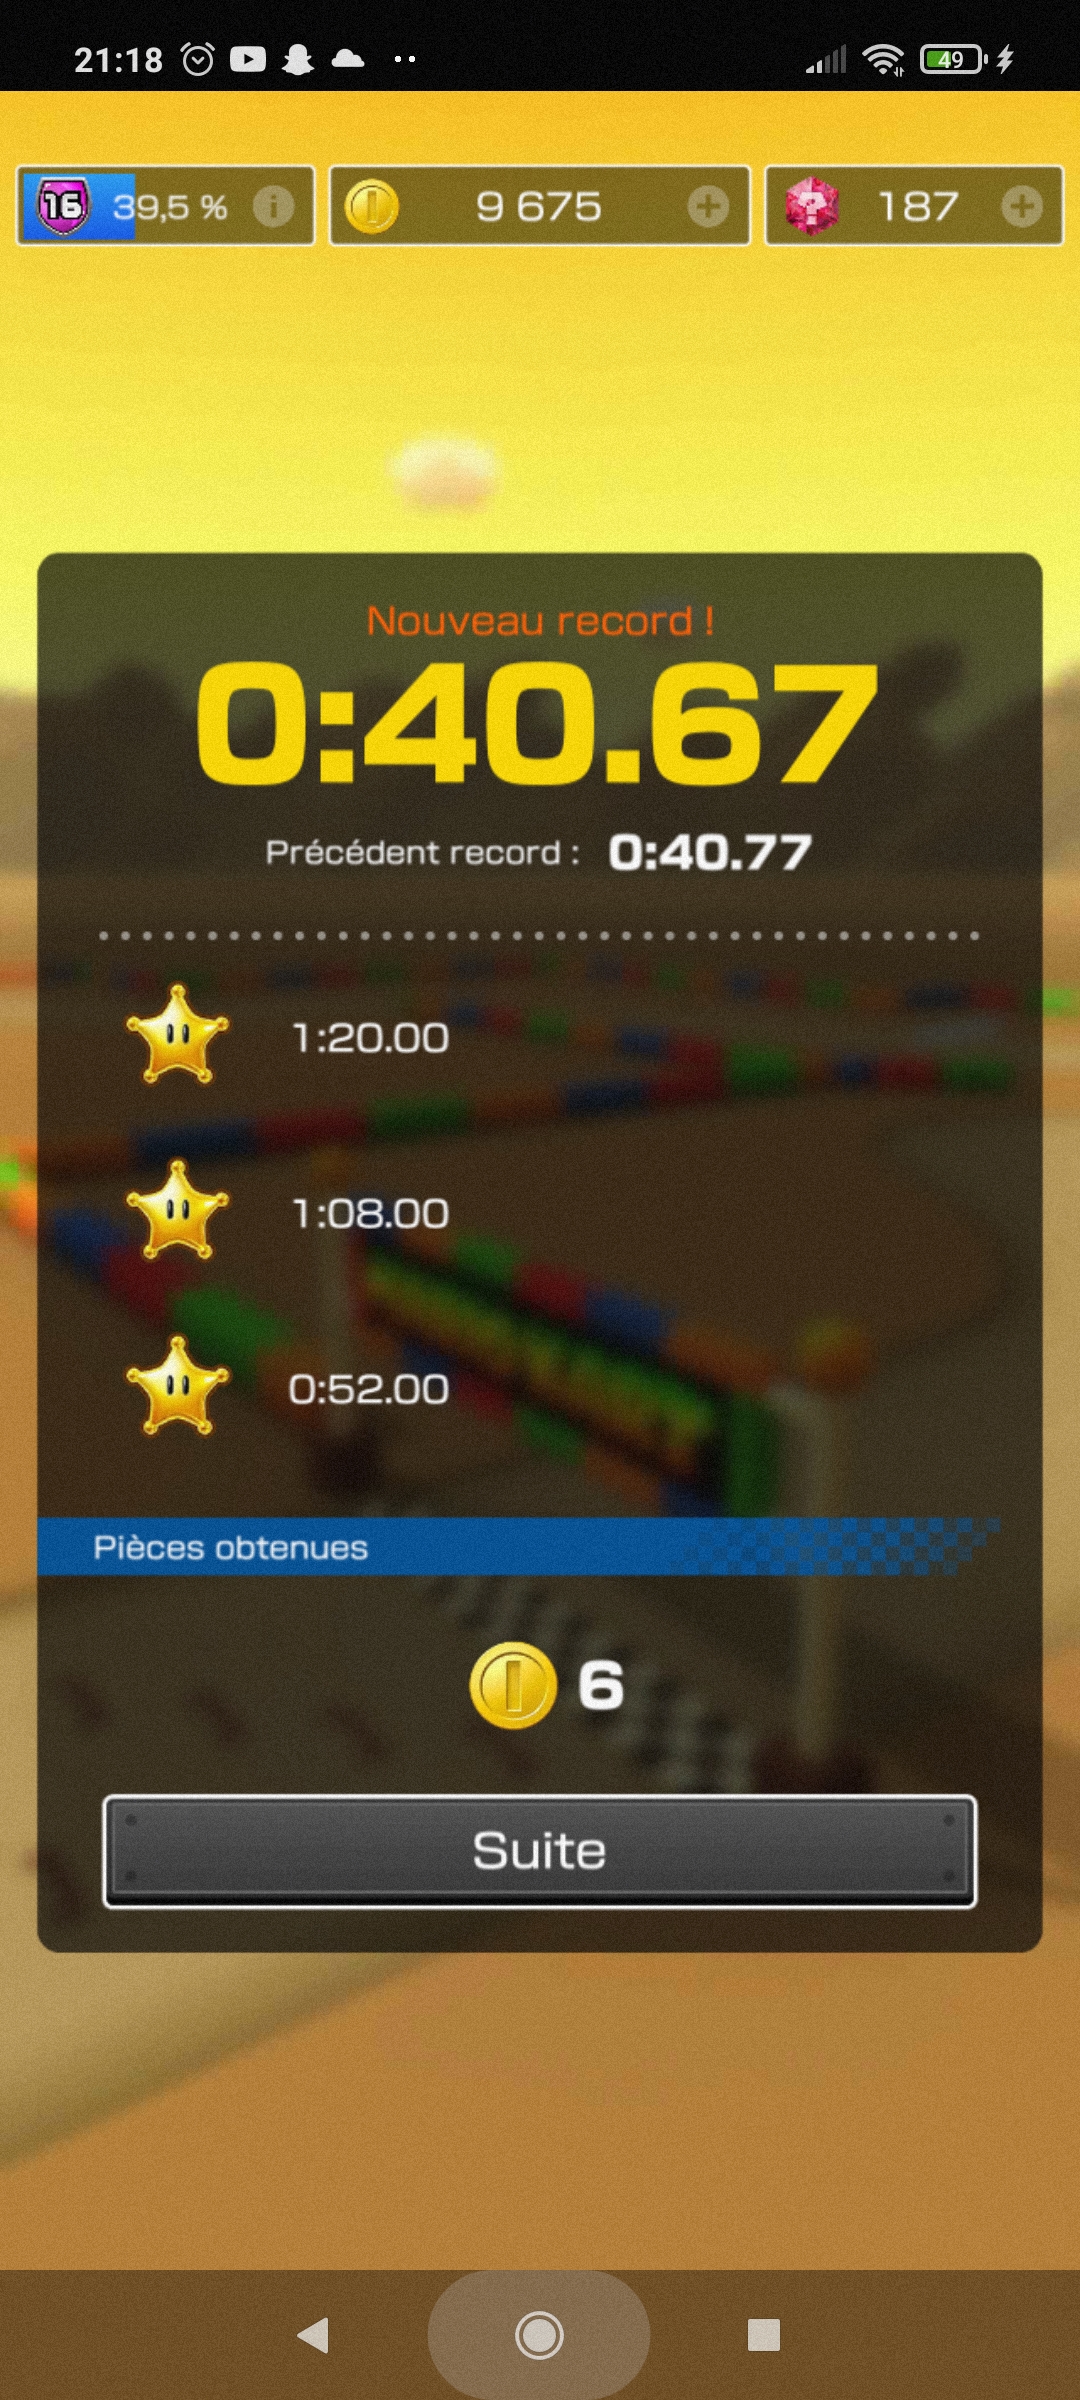 21:18 49
16 39,5 % i 9 675 187
Nouveau record !
0:40.67
Précédent record : 0:40.77
1:20.00
1:08.00
0:52.00
Pièces obtenues
6
Suite